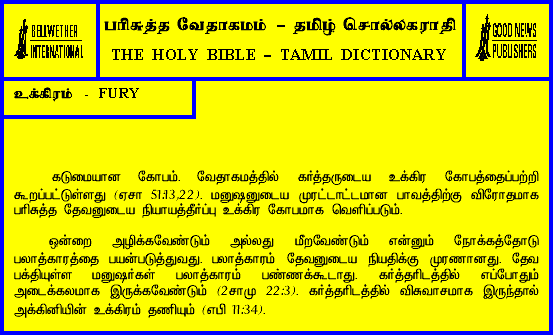 BELLWETHER
INTERNATIONAL
பரிசுத்த வேதாகமம் – தமிழ் சொல்லகராதி
THE HOLY BIBLE – TAMIL DICTIONARY
GOOD NEWS
PUBLISHERS
உக்கிரம் - FURY
கடுமையான கோபம். வேதாகமத்தில் கர்த்தருடைய உக்கிர கோபத்தைப்பற்றி
கூறப்பட்டுள்ளது (ஏசா 51:13,22). மனுஷனுடைய முரட்டாட்டமான பாவத்திற்கு விரோதமாக
பரிசுத்த தேவனுடைய நியாயத்தீர்ப்பு உக்கிர கோபமாக வெளிப்படும்.
ஒன்றை அழிக்கவேண்டும் அல்லது மீறவேண்டும் என்னும் நோக்கத்தோடு
பலாத்காரத்தை பயன்படுத்துவது. பலாத்காரம் தேவனுடைய நியதிக்கு முரணானது. தேவ
பக்தியுள்ள மனுஷர்கள் பலாத்காரம் பண்ணக்கூடாது. கர்த்தரிடத்தில் எப்போதும்
அடைக்கலமாக இருக்கவேண்டும் (2சாமு 22:3). கர்த்தரிடத்தில் விசுவாசமாக இருந்தால்
அக்கினியின் உக்கிரம் தணியும் (எபி 11:34).